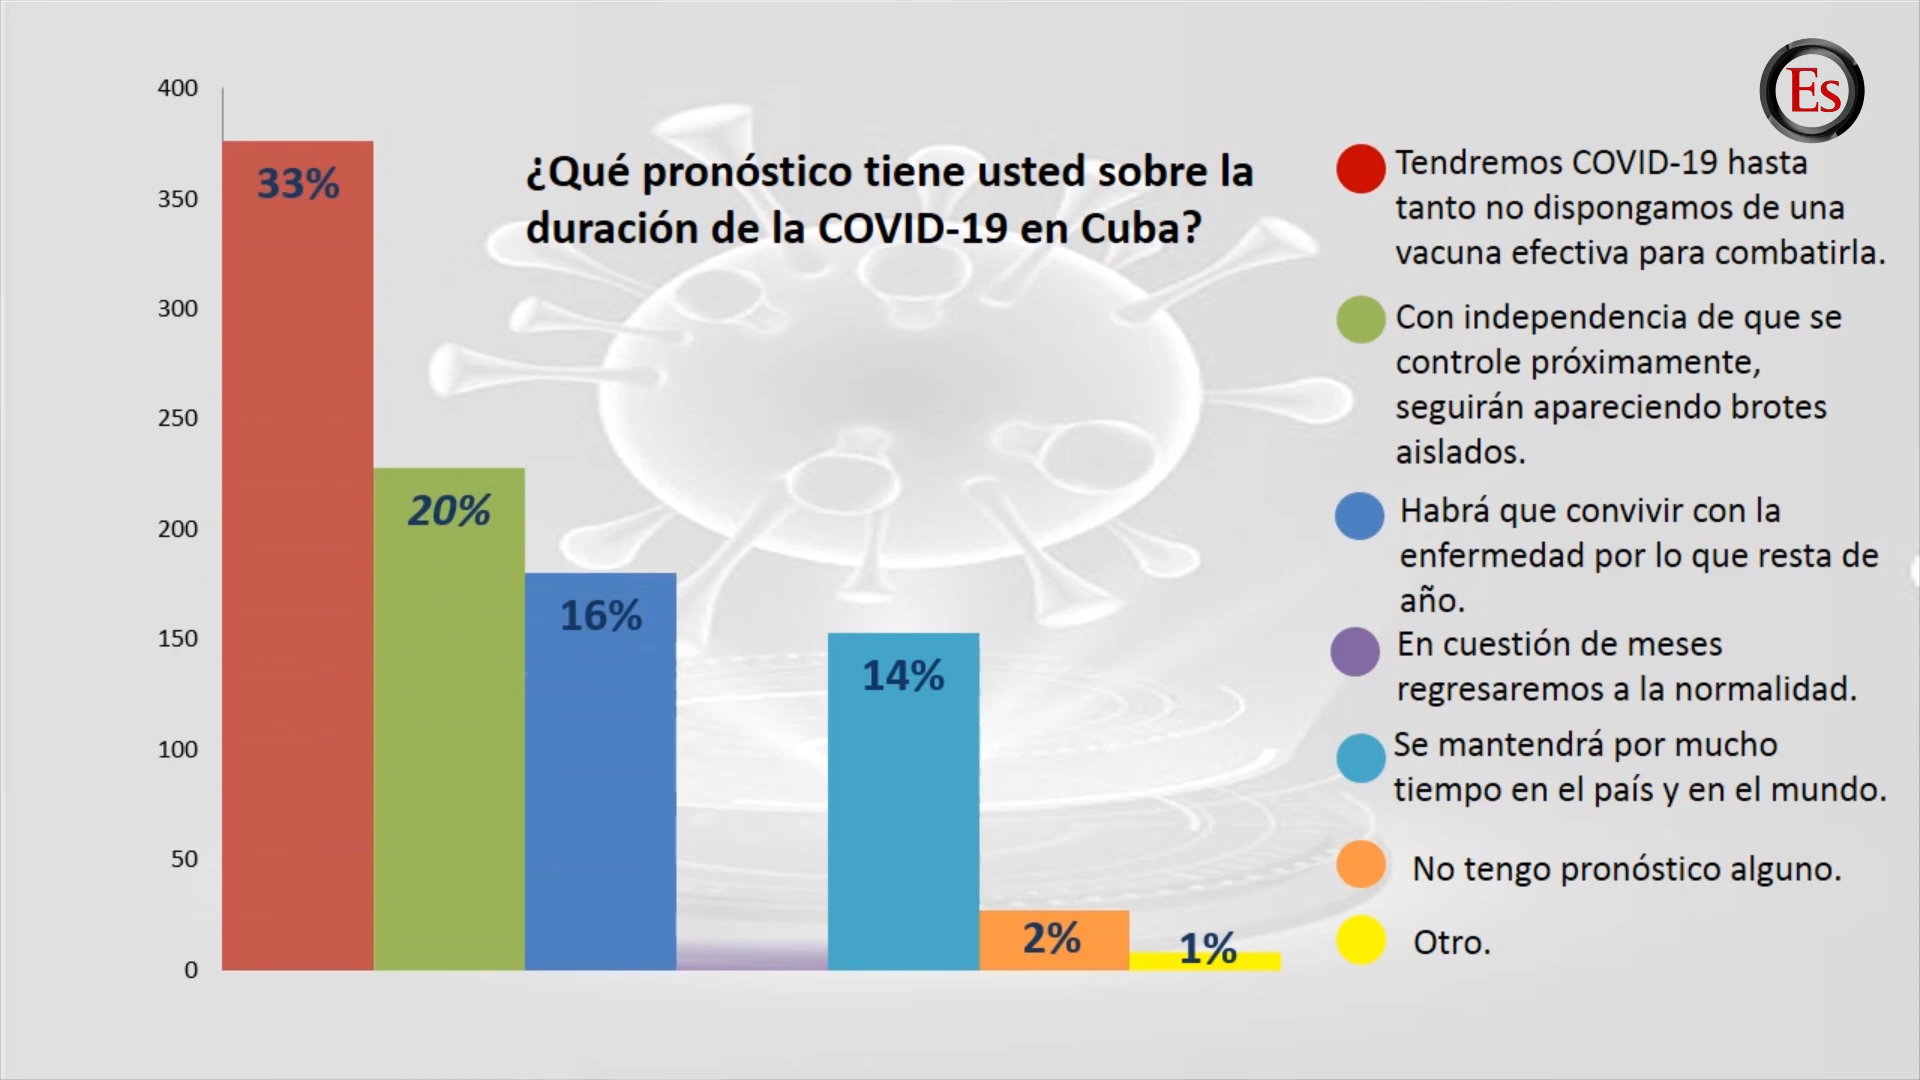 Es
¿Qué pronóstico tiene usted sobre la
duración de la COVID-19 en Cuba?
400
350
300
250
200
150
100
50
0
33%
20%
16%
14%
2%
1%
Tendremos COVID-19 hasta
tanto no dispongamos de una
vacuna efectiva para combatirla.
Con independencia de que se
controle próximamente,
seguirán apareciendo brotes
aislados.
Habrá que convivir con la
enfermedad por lo que resta de
año.
En cuestión de meses
regresaremos a la normalidad.
Se mantendrá por mucho
tiempo en el país y en el mundo.
No tengo pronóstico alguno.
Otro.